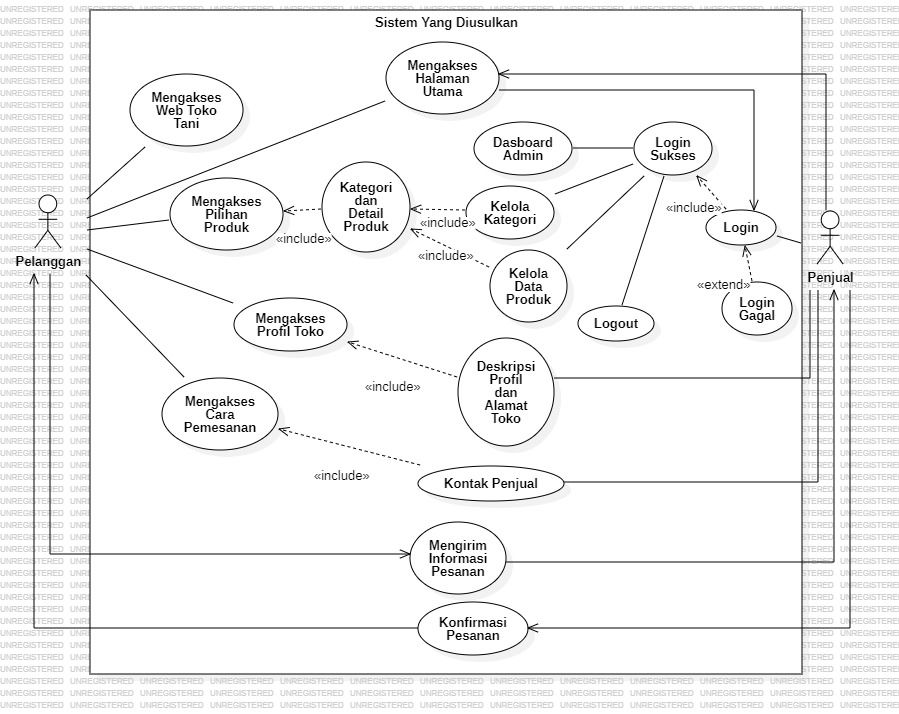 Sistem Yang Diusulkan
Mengakses
Halaman
Utama
Mengakses
Web Toko
Tani
Dasboard
Admin
Login
Sukses
Mengakses
Pilihan
Produk
Kategori
dan
Detail
Produk
Kelola
Kategori
«include»
«include»
«include»
«include»
Login
Pelanggan
Penjual
Kelola
Data
Produk
«extend»
Login
Gagal
Mengakses
Profil Toko
Logout
Deskripsi
Profil
dan
Alamat
Toko
«include»
Mengakses
Cara
Pemesanan
«include»
Kontak Penjual
Mengirim
Informasi
Pesanan
Konfirmasi
Pesanan
UNREGISTERED